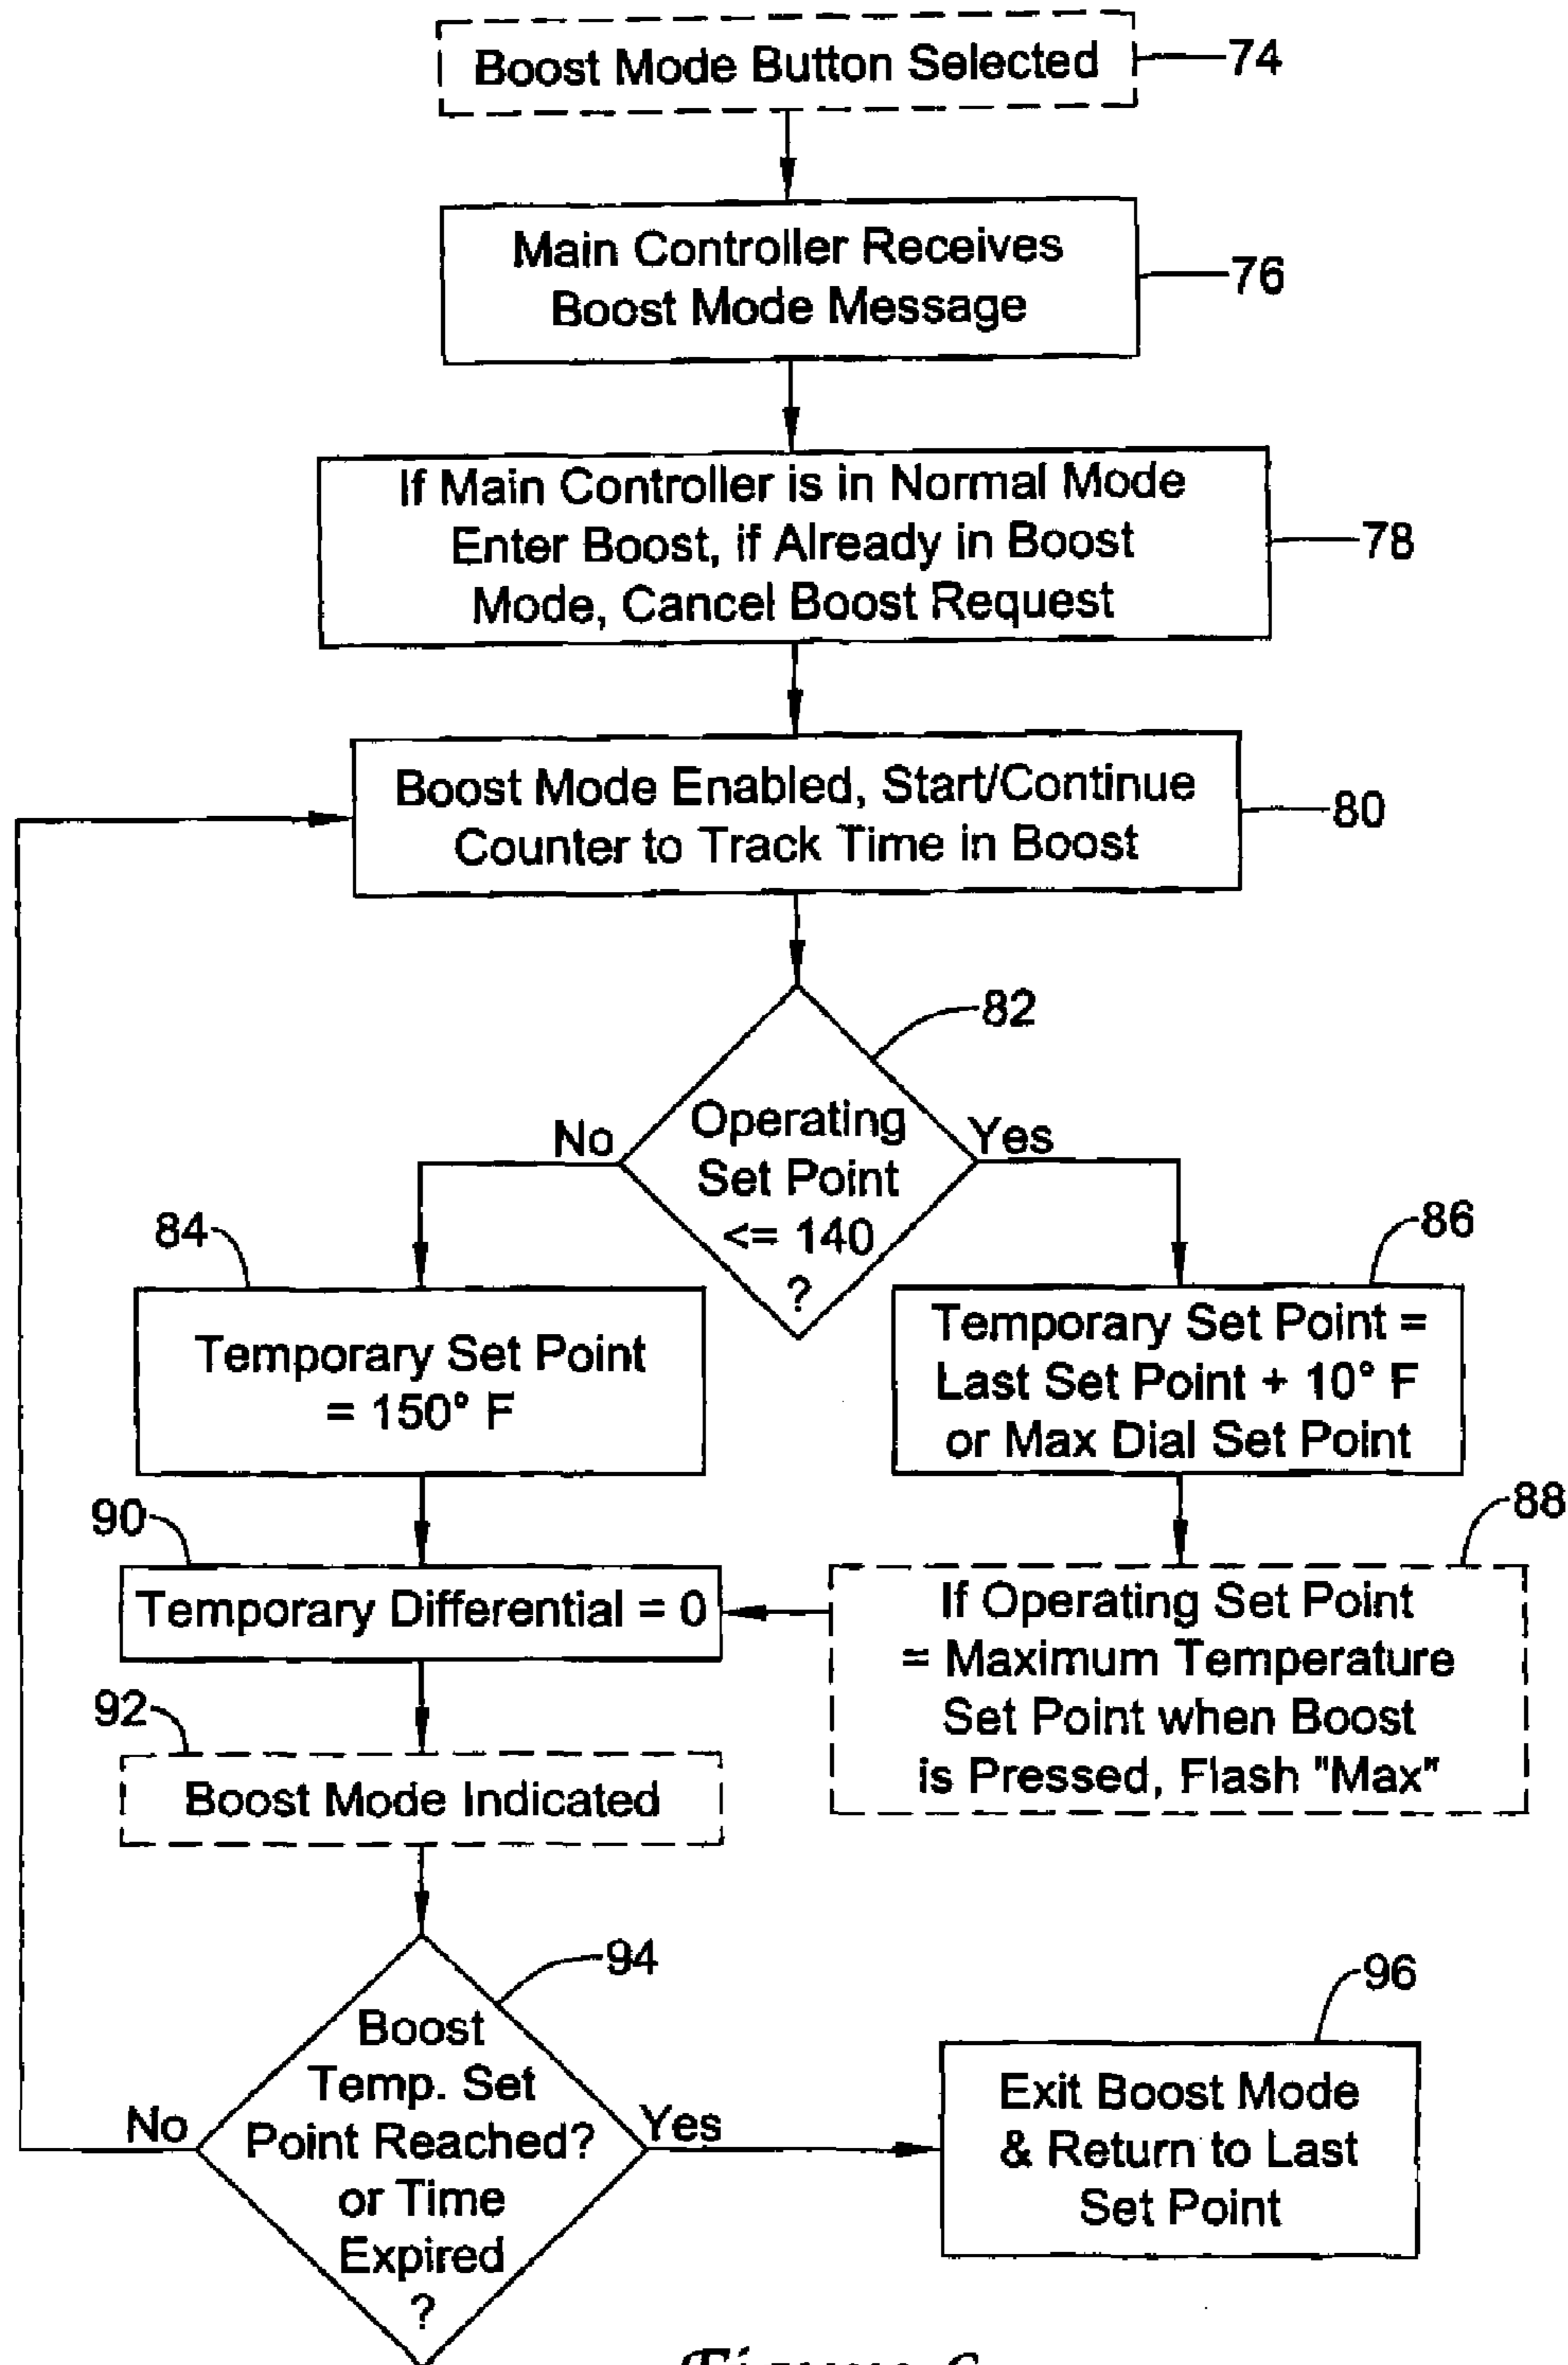 Boost Mode Button Selected
74
Main Controller Receives
Boost Mode Message
76
If Main Controller is in Normal Mode
Enter Boost, if Already in Boost
Mode, Cancel Boost Request
78
Boost Mode Enabled, Start/Continue
Counter to Track Time in Boost
80
82
Operating
Set Point
<= 140
?
No
Yes
84
Temporary Set Point
= 150° F
86
Temporary Set Point =
Last Set Point + 10° F
or Max Dial Set Point
88
If Operating Set Point
= Maximum Temperature
Set Point when Boost
is Pressed, Flash "Max"
90
Temporary Differential = 0
92
Boost Mode Indicated
94
Boost
Temp. Set
Point Reached?
or Time
Expired
?
No
Yes
96
Exit Boost Mode
& Return to Last
Set Point